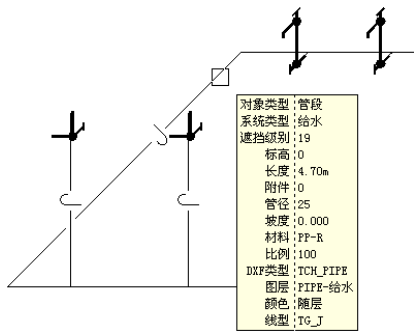 对象类型 管段
系统类型 给水
遮挡级别 19
标高 0
长度 4.70m
附件 0
管径 25
坡度 0.000
材料 PP-R
比例 100
DXF类型 TCH_PIPE
图层 PIPE-给水
颜色 随层
线型 TG_J